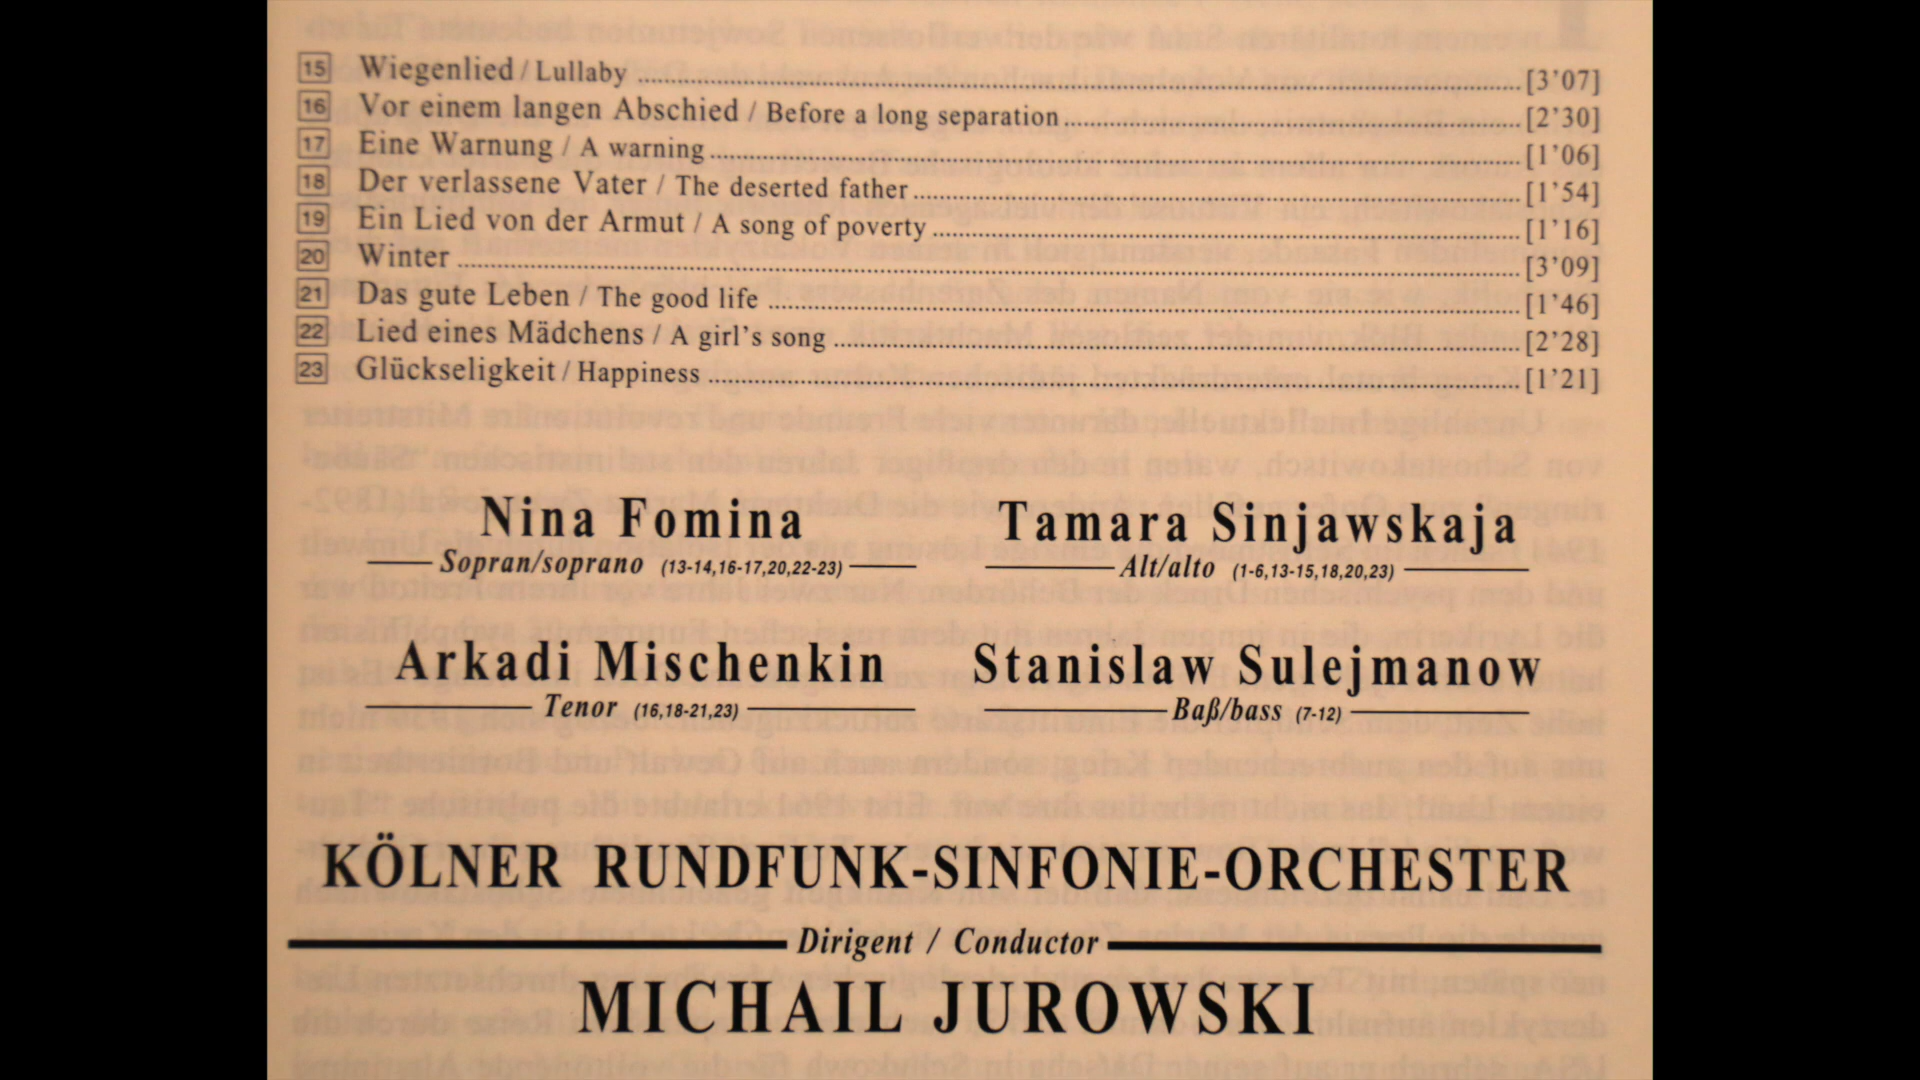 15 Wiegenlied / Lullaby [3’07]
16 Vor einem langen Abschied / Before a long separation [2’30]
17 Eine Warnung / A warning [1’06]
18 Der verlassene Vater / The deserted father [1’54]
19 Ein Lied von der Armut / A song of poverty [1’16]
20 Winter [3’09]
21 Das gute Leben / The good life [1’46]
22 Lied eines Mädchens / A girl’s song [2’28]
23 Glückseligkeit / Happiness [1’21]
Nina Fomina
Sopran/soprano (13-14,16-17,20,22-23)
Tamara Sinjawskaja
Alt/alto (1-6,13-15,18,20,23)
Arkadi Mischenkin
Tenor (16,18-21,23)
Stanislaw Sulejmanow
Baß/bass (7-12)
KÖLNER RUNDFUNK-SINFONIE-ORCHESTER
Dirigent / Conductor
MICHAIL JUROWSKI